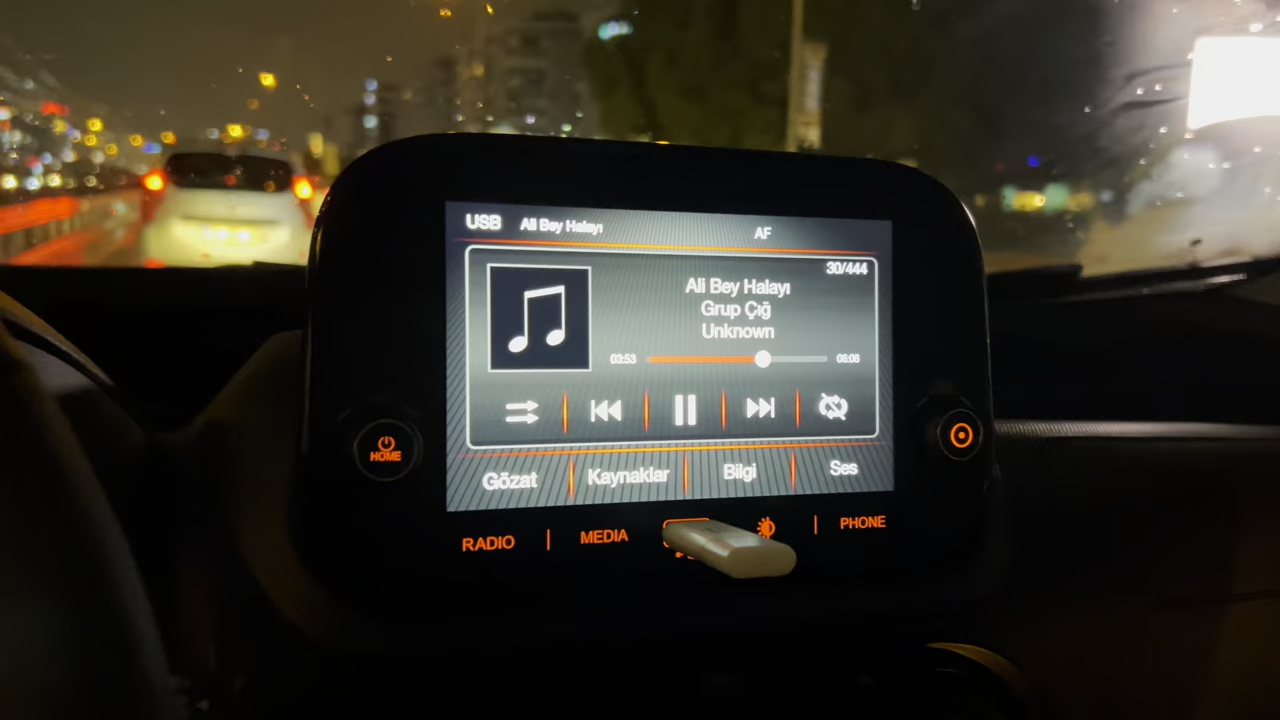 USB Ali Bey Halayı AF
30/444
Ali Bey Halayı
Grup Çığ
Unknown
03:53 06:08
Gözat Kaynaklar Bilgi Ses
HOME
RADIO | MEDIA | PHONE